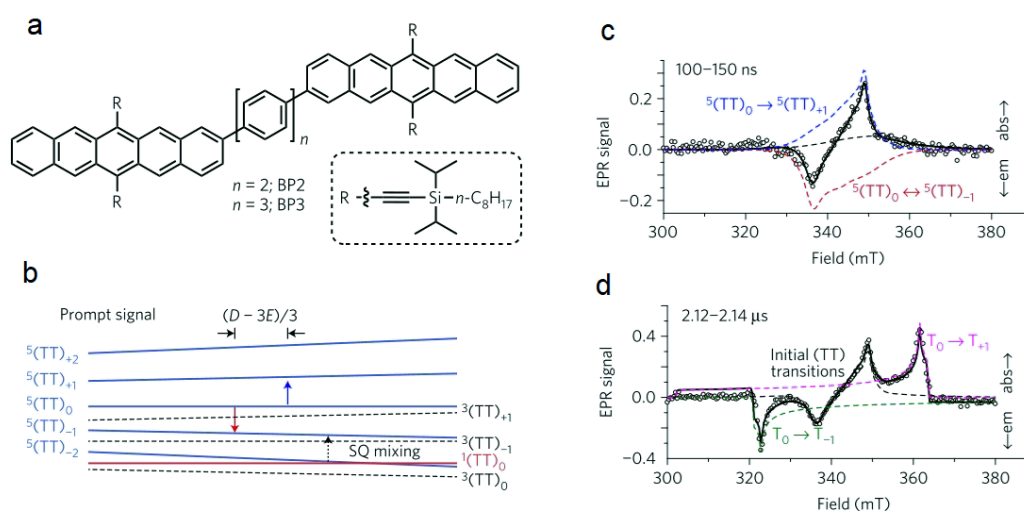 a
R
R
n
R
R
n = 2; BP2
n = 3; BP3
R
Si
n-C₈H₁₇
b
Prompt signal
(D − 3E)/3
⁵(TT)₊₂
⁵(TT)₊₁
⁵(TT)₀
⁵(TT)₋₁
⁵(TT)₋₂
³(TT)₊₁
³(TT)₋₁
SQ mixing
¹(TT)₀
³(TT)₀
c
100−150 ns
⁵(TT)₀ → ⁵(TT)₊₁
⁵(TT)₀ ↔ ⁵(TT)₋₁
EPR signal
0.2
0.0
−0.2
abs→
←em
300 320 340 360 380
Field (mT)
d
2.12−2.14 μs
Initial (TT)
transitions
T₀ → T₊₁
T₀ → T₋₁
EPR signal
0.4
0.0
−0.4
abs→
←em
300 320 340 360 380
Field (mT)